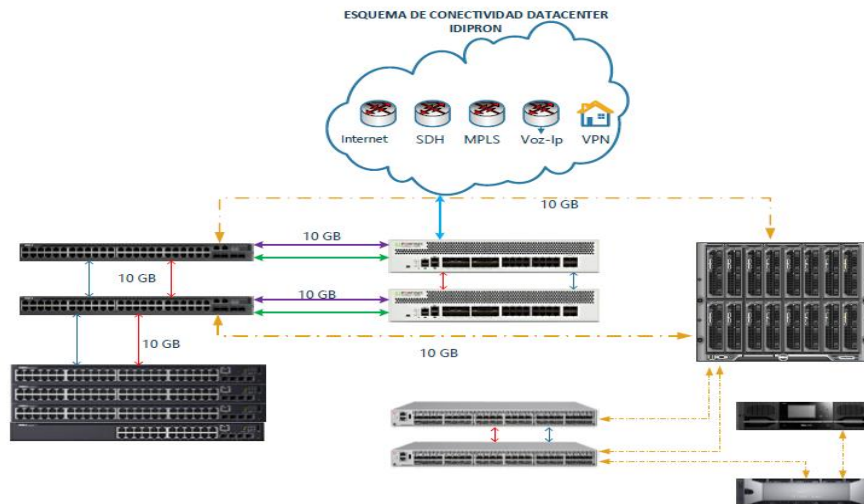 ESQUEMA DE CONECTIVIDAD DATACENTER
IDIPRON
Internet SDH MPLS Voz-Ip VPN
10 GB
10 GB
10 GB
10 GB
10 GB
10 GB